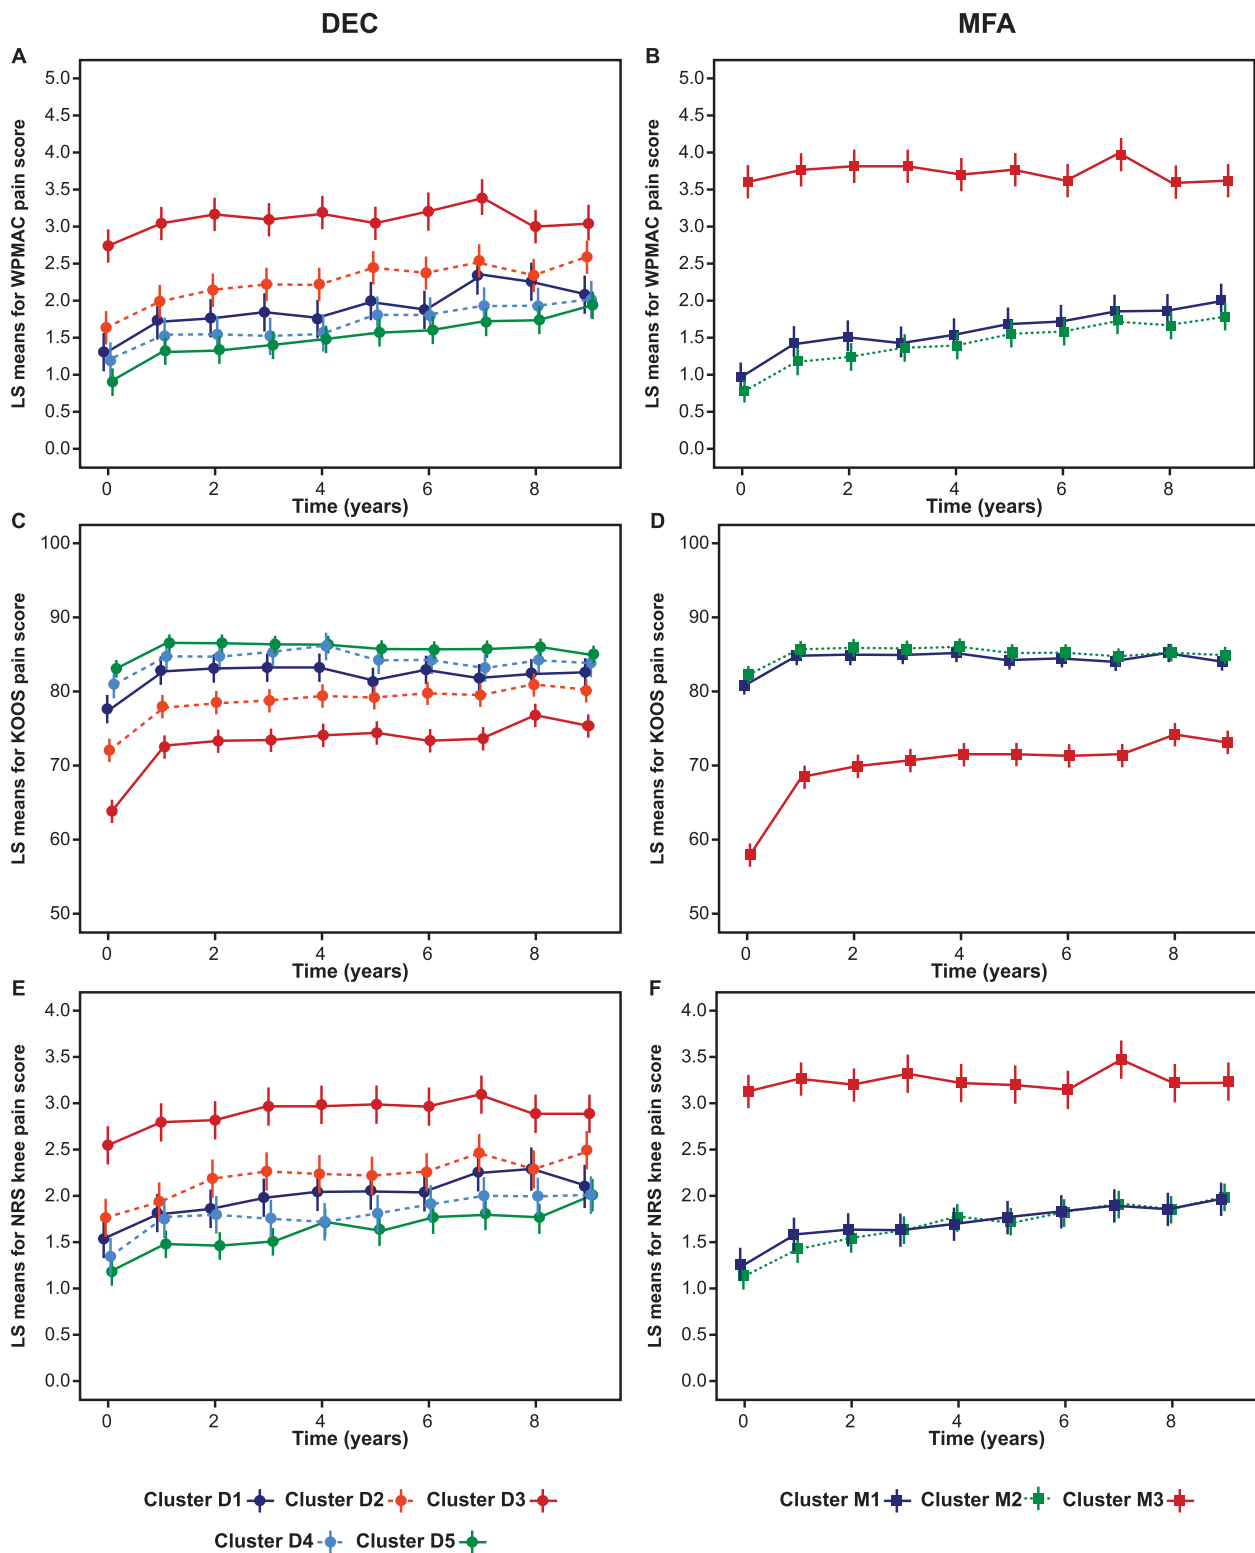 DEC MFA
A B
LS means for WPMAC pain score
5.0
4.5
4.0
3.5
3.0
2.5
2.0
1.5
1.0
0.5
0.0
0 2 4 6 8
Time (years)
LS means for WPMAC pain score
5.0
4.5
4.0
3.5
3.0
2.5
2.0
1.5
1.0
0.5
0.0
0 2 4 6 8
Time (years)
C D
LS means for KOOS pain score
100
90
80
70
60
50
0 2 4 6 8
Time (years)
LS means for KOOS pain score
100
90
80
70
60
50
0 2 4 6 8
Time (years)
E F
LS means for NRS knee pain score
4.0
3.5
3.0
2.5
2.0
1.5
1.0
0.5
0.0
0 2 4 6 8
Time (years)
LS means for NRS knee pain score
4.0
3.5
3.0
2.5
2.0
1.5
1.0
0.5
0.0
0 2 4 6 8
Time (years)
Cluster D1 Cluster D2 Cluster D3
Cluster D4 Cluster D5
Cluster M1 Cluster M2 Cluster M3